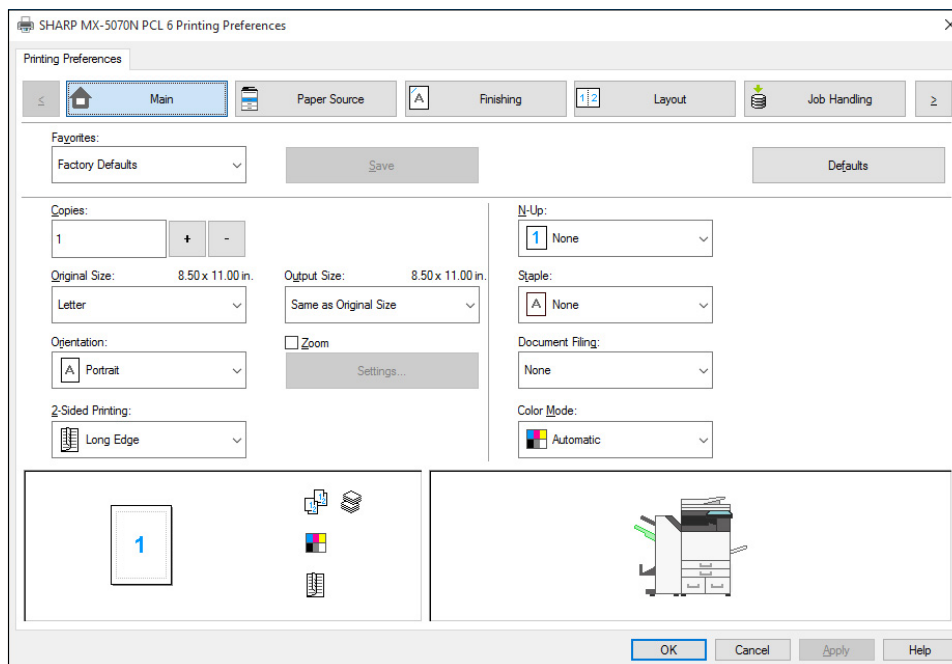 SHARP MX-5070N PCL 6 Printing Preferences
Printing Preferences
< Main Paper Source Finishing Layout Job Handling >
Favorites:
Factory Defaults Save Defaults
Copies: N-Up:
1 + - 1 None
Original Size: 8.50 x 11.00 in. Output Size: 8.50 x 11.00 in. Staple:
Letter Same as Original Size A None
Orientation: Zoom Document Filing:
A Portrait Settings... None
2-Sided Printing: Color Mode:
Long Edge Automatic
1
OK Cancel Apply Help